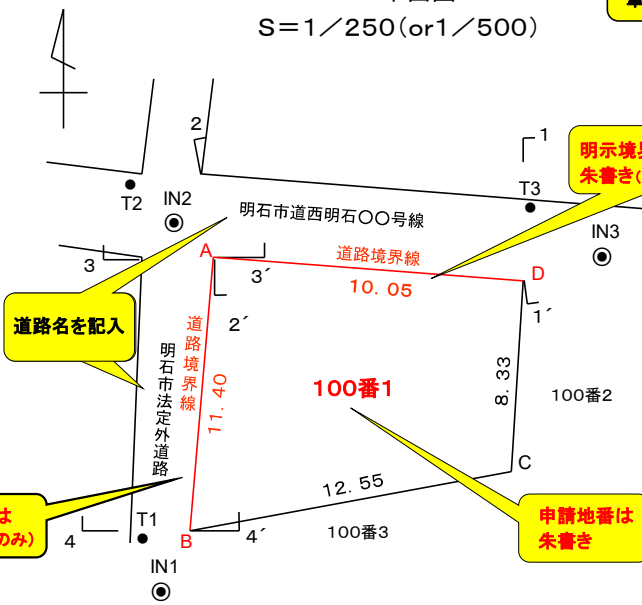 S=1/250(or1/500)
2
1
明示境界
朱書き(
T2
IN2
T3
明石市道西明石〇〇号線
IN3
A
道路境界線
3
3´
10.05
D
道路名を記入
2´
1´
道路境界線
明石市法定外道路
11.40
100番1
8.33
100番2
12.55
C
は
のみ)
T1
申請地番は
朱書き
4
B
4´
100番3
IN1